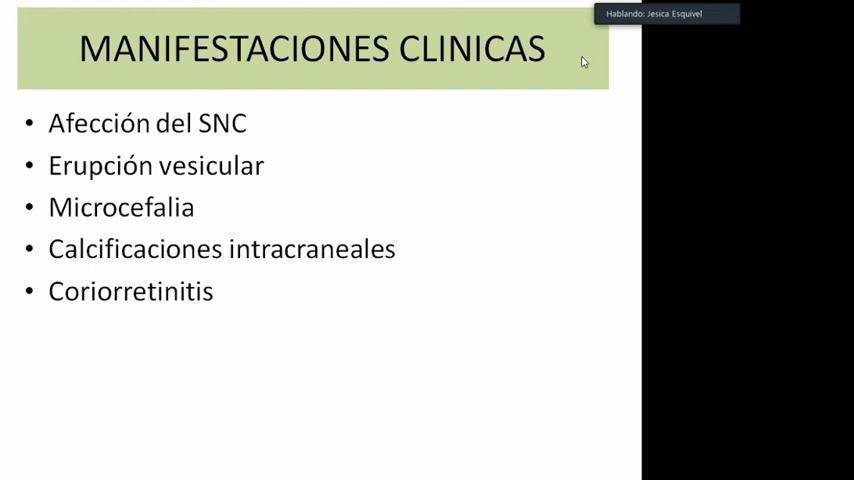 Hablando: Jesica Esquivel
MANIFESTACIONES CLINICAS
• Afección del SNC
• Erupción vesicular
• Microcefalia
• Calcificaciones intracraneales
• Coriorretinitis